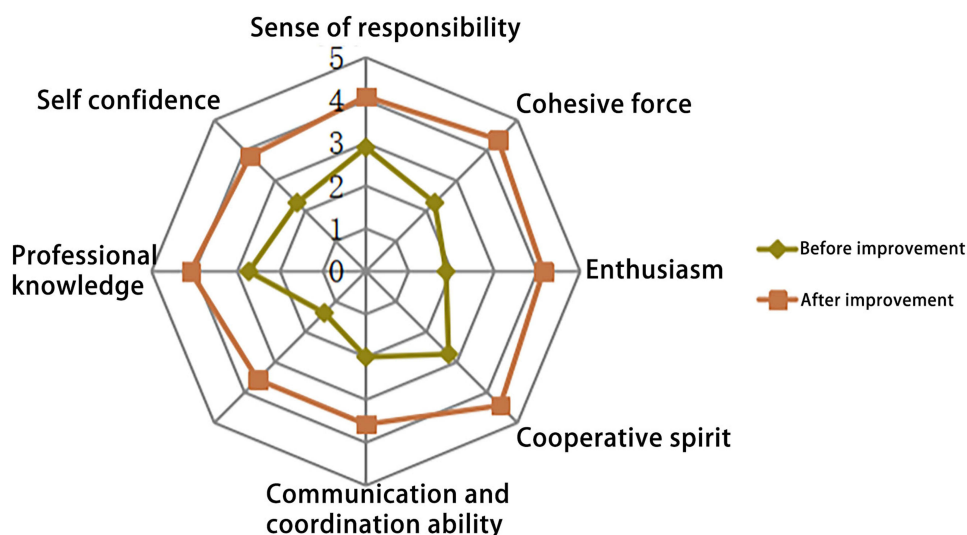 Sense of responsibility
5
4
3
2
1
0
Self confidence
Cohesive force
Professional
knowledge
Enthusiasm
Before improvement
After improvement
Cooperative spirit
Communication and
coordination ability